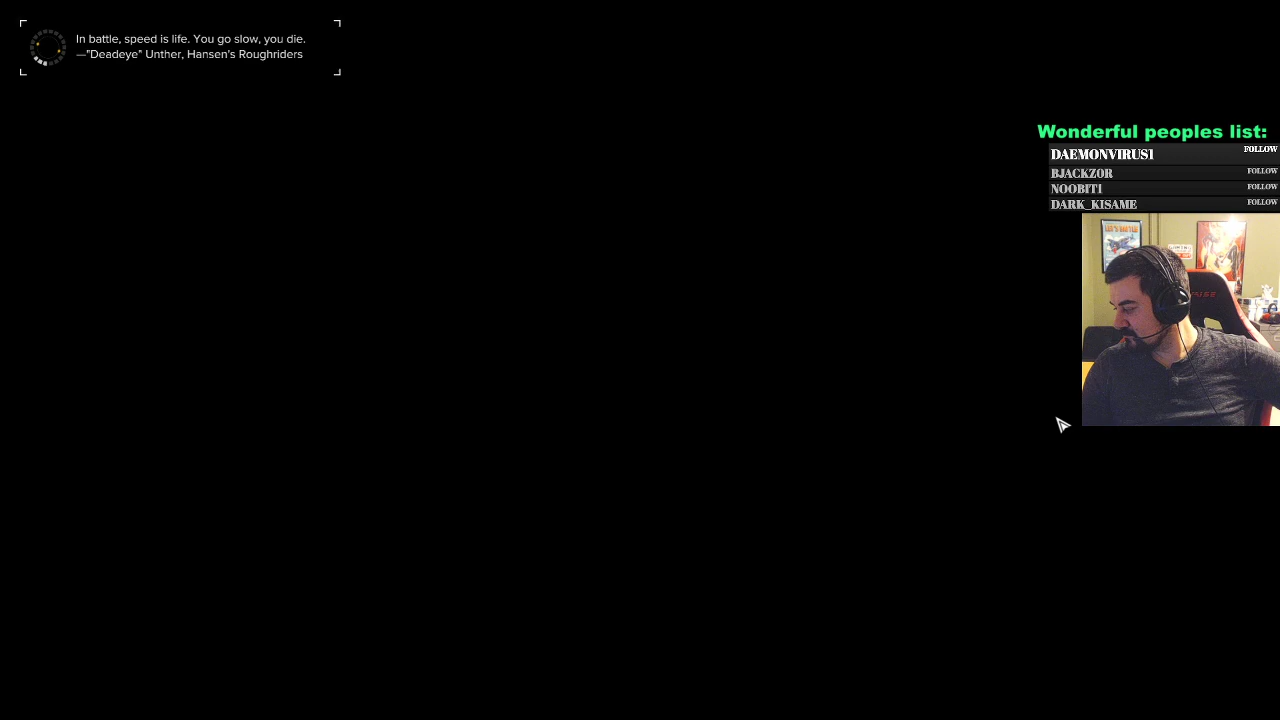 In battle, speed is life. You go slow, you die.
—"Deadeye" Unther, Hansen's Roughriders
Wonderful peoples list:
DAEMONVIRUS1 FOLLOW
BJACKZ0R FOLLOW
NOOBIT1 FOLLOW
DARK_KISAME FOLLOW